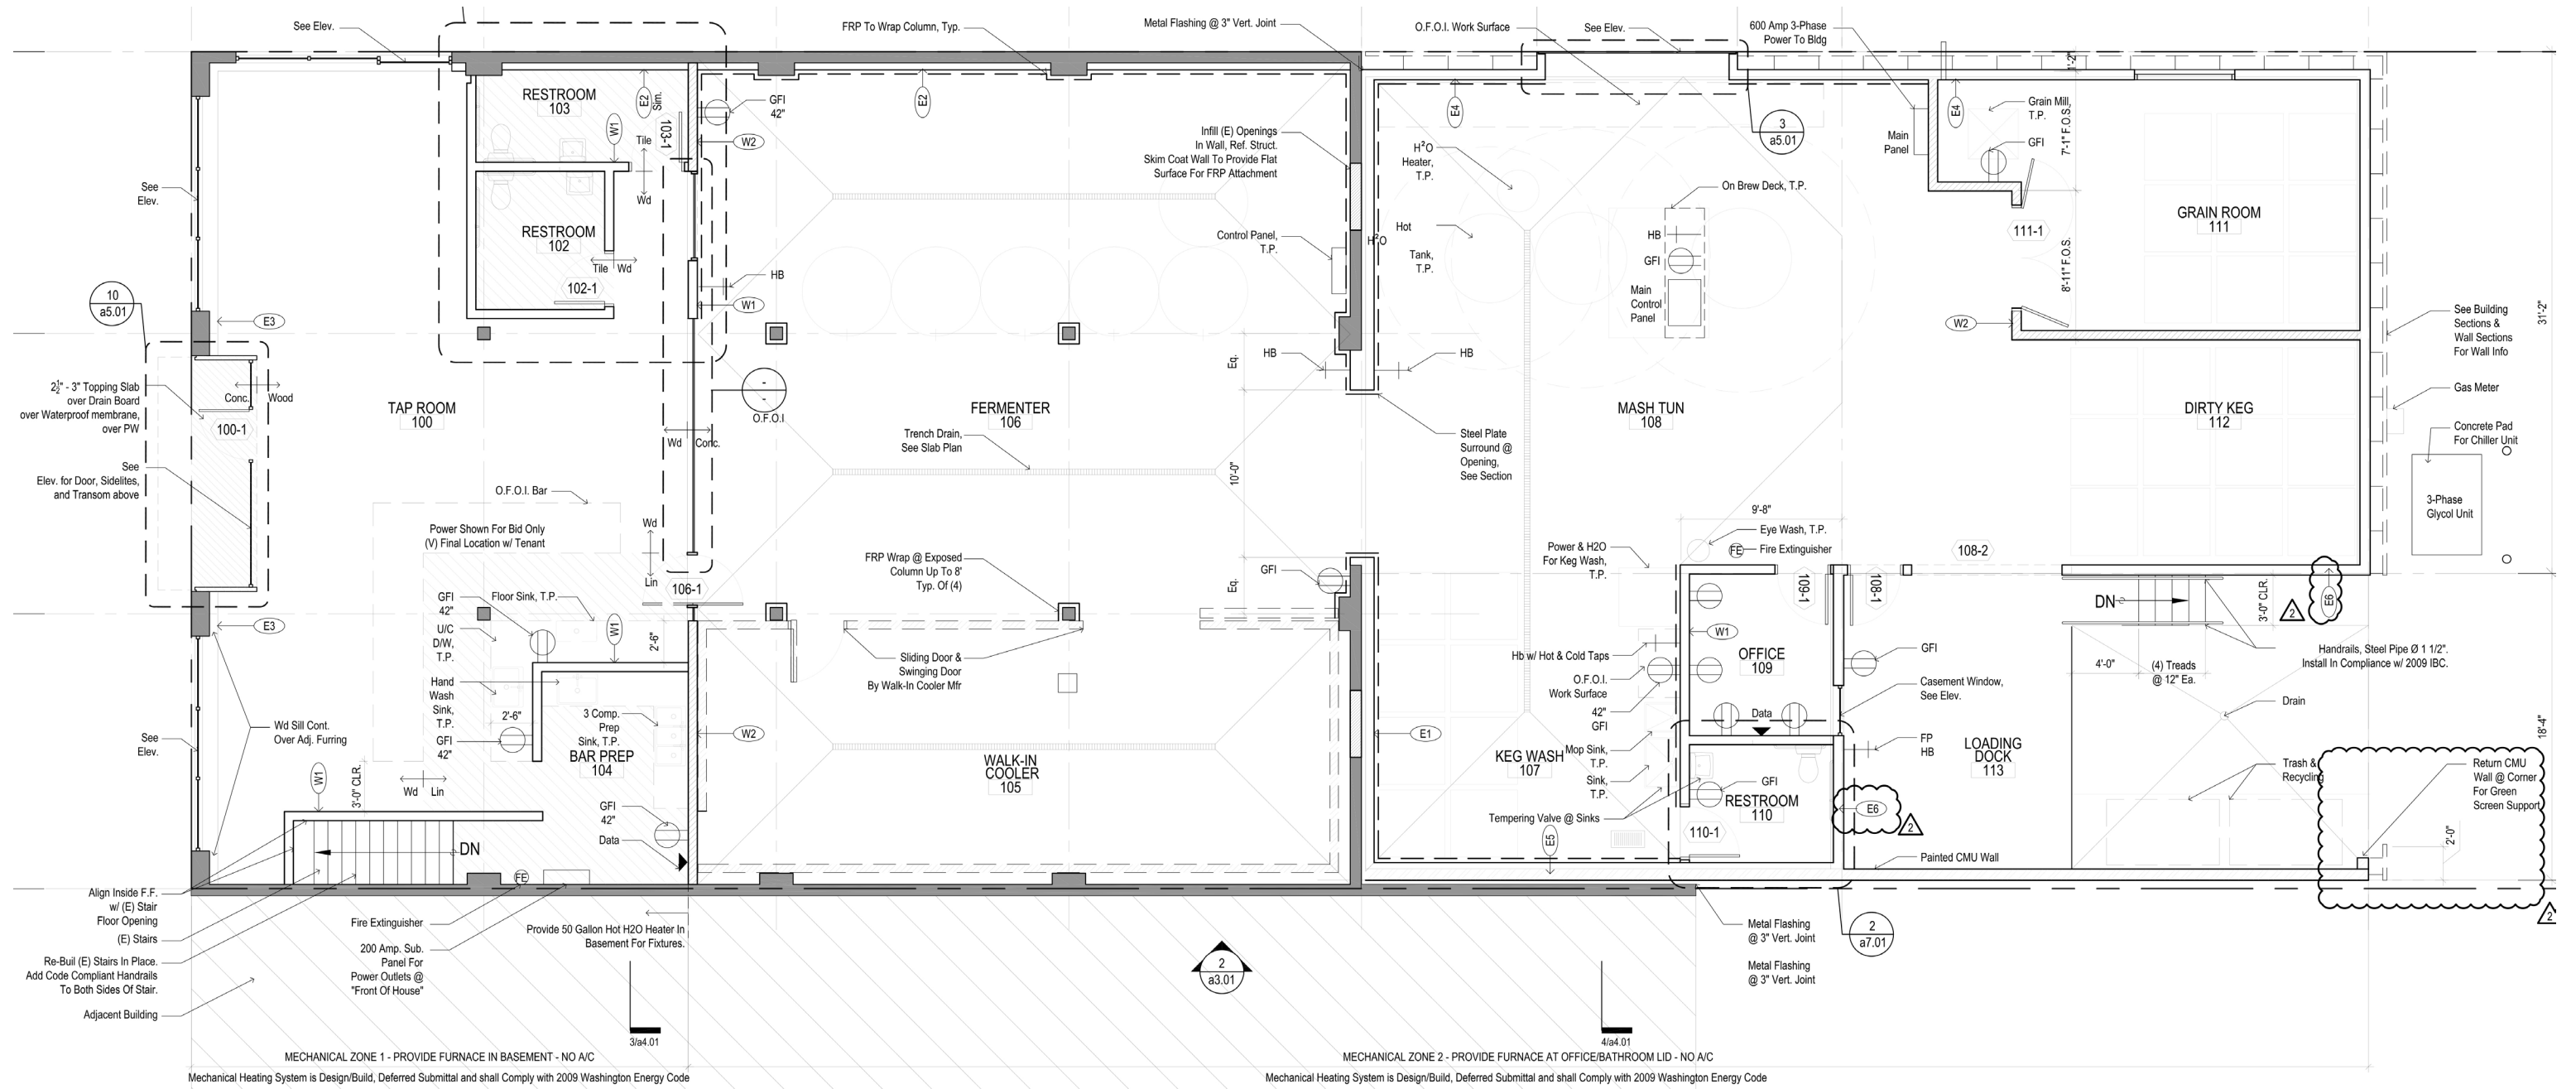 See Elev.
FRP To Wrap Column, Typ.
Metal Flashing @ 3" Vert. Joint
O.F.O.I. Work Surface
See Elev.
600 Amp 3-Phase
Power To Bldg
1'-2"
RESTROOM
103
E2
Sim.
W1
Tile
Wd
103-1
GFI
42"
W2
E2
Infill (E) Openings
In Wall, Ref. Struct.
Skim Coat Wall To Provide Flat
Surface For FRP Attachment
E4
H²O
Heater,
T.P.
3
a5.01
Main
Panel
E4
Grain Mill,
T.P.
GFI
7'-11" F.O.S.
See
Elev.
RESTROOM
102
Tile
Wd
102-1
HB
W1
Control Panel,
T.P.
H²O
Hot
Tank,
T.P.
On Brew Deck, T.P.
HB
GFI
Main
Control
Panel
111-1
8'-11" F.O.S.
GRAIN ROOM
111
10
a5.01
E3
W2
See Building
Sections &
Wall Sections
For Wall Info
31'-2"
2½" - 3" Topping Slab
over Drain Board
over Waterproof membrane,
over PW
Conc.
Wood
100-1
TAP ROOM
100
-
-
O.F.O.I
Wd
Conc.
FERMENTER
106
Trench Drain,
See Slab Plan
Eq.
HB
HB
10'-0"
Eq.
MASH TUN
108
Steel Plate
Surround @
Opening,
See Section
DIRTY KEG
112
Gas Meter
Concrete Pad
For Chiller Unit
3-Phase
Glycol Unit
See
Elev. for Door, Sidelites,
and Transom above
O.F.O.I. Bar
Power Shown For Bid Only
(V) Final Location w/ Tenant
Wd
Lin
106-1
FRP Wrap @ Exposed
Column Up To 8'
Typ. Of (4)
GFI
Power & H2O
For Keg Wash,
T.P.
9'-8"
Eye Wash, T.P.
FE
Fire Extinguisher
109-1
108-1
108-2
E3
GFI
42"
Floor Sink, T.P.
U/C
D/W,
T.P.
W1
2'-6"
Hand
Wash
Sink,
T.P.
2'-6"
GFI
42"
3 Comp.
Prep
Sink, T.P.
BAR PREP
104
W2
Sliding Door &
Swinging Door
By Walk-In Cooler Mfr
WALK-IN
COOLER
105
E1
Hb w/ Hot & Cold Taps
O.F.O.I.
Work Surface
42"
GFI
W1
OFFICE
109
Data
GFI
Casement Window,
See Elev.
DN
3'-0" CLR.
2
E6
Handrails, Steel Pipe Ø 1 1/2".
Install In Compliance w/ 2009 IBC.
4'-0"
(4) Treads
@ 12" Ea.
Drain
Wd Sill Cont.
Over Adj. Furring
See
Elev.
W1
3'-0" CLR.
Wd
Lin
GFI
42"
Data
KEG WASH
107
Mop Sink,
T.P.
Sink,
T.P.
Tempering Valve @ Sinks
E5
GFI
RESTROOM
110
110-1
FP
HB
LOADING
DOCK
113
E6
2
Painted CMU Wall
Trash &
Recycling
18'-4"
Return CMU
Wall @ Corner
For Green
Screen Support
2'-0"
2
DN
FE
Align Inside F.F.
w/ (E) Stair
Floor Opening
(E) Stairs
Re-Buil (E) Stairs In Place.
Add Code Compliant Handrails
To Both Sides Of Stair.
Adjacent Building
Fire Extinguisher
200 Amp. Sub.
Panel For
Power Outlets @
"Front Of House"
Provide 50 Gallon Hot H2O Heater In
Basement For Fixtures.
2
a3.01
Metal Flashing
@ 3" Vert. Joint
Metal Flashing
@ 3" Vert. Joint
2
a7.01
3/a4.01
4/a4.01
MECHANICAL ZONE 1 - PROVIDE FURNACE IN BASEMENT - NO A/C
Mechanical Heating System is Design/Build, Deferred Submittal and shall Comply with 2009 Washington Energy Code
MECHANICAL ZONE 2 - PROVIDE FURNACE AT OFFICE/BATHROOM LID - NO A/C
Mechanical Heating System is Design/Build, Deferred Submittal and shall Comply with 2009 Washington Energy Code